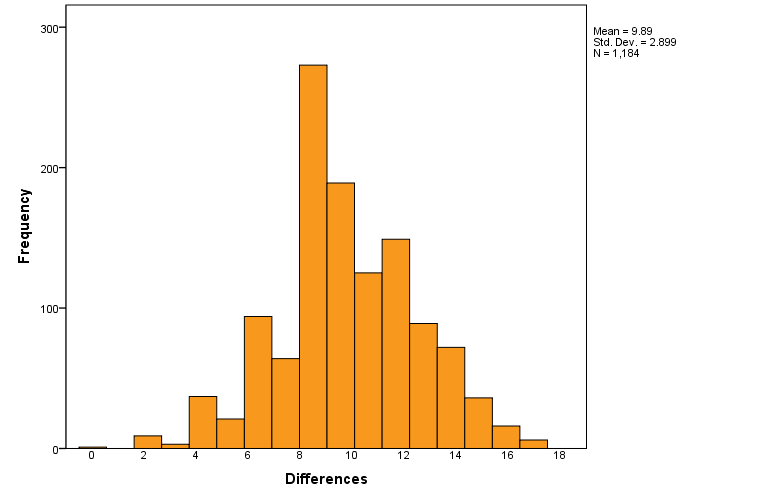 Mean = 9.89
Std. Dev. = 2.899
N = 1,184
300
200
100
0
Frequency
0 2 4 6 8 10 12 14 16 18
Differences